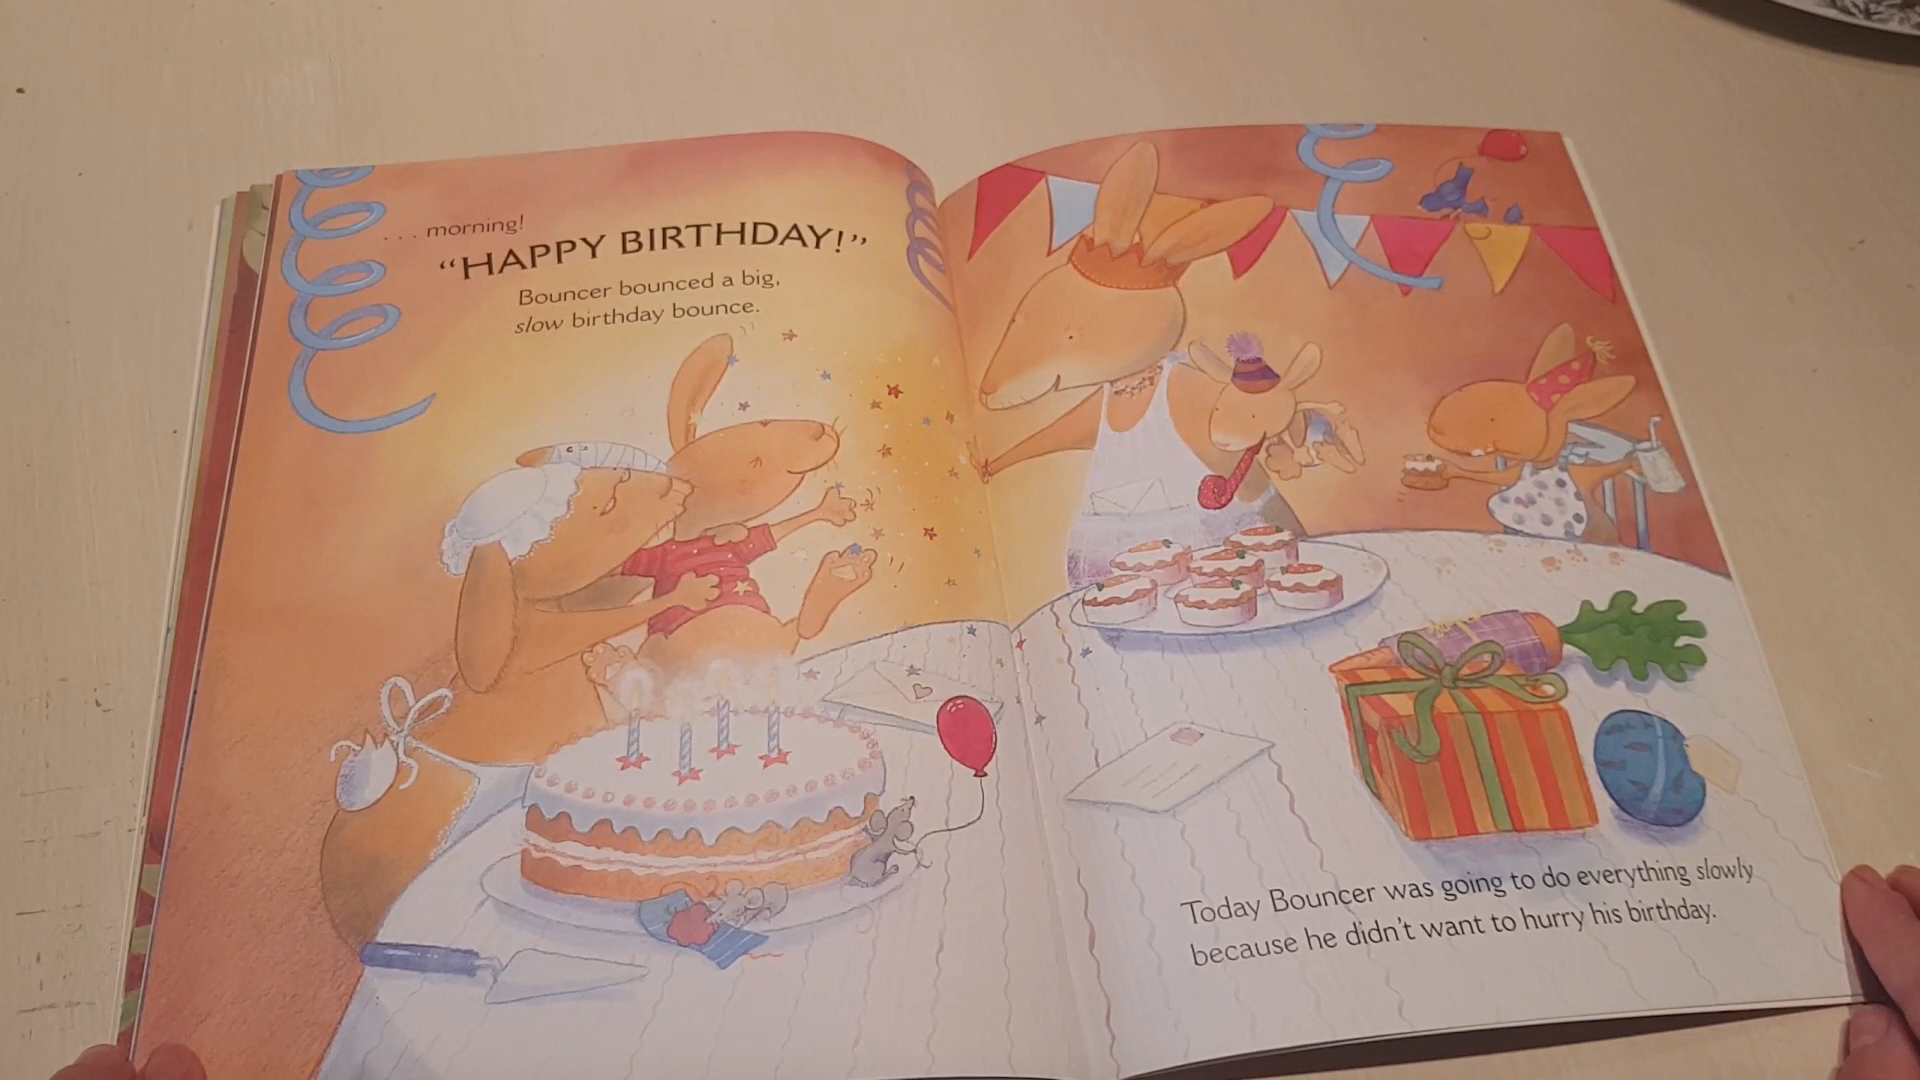 . . . morning!
“HAPPY BIRTHDAY!”
Bouncer bounced a big,
slow birthday bounce.
Today Bouncer was going to do everything slowly
because he didn’t want to hurry his birthday.